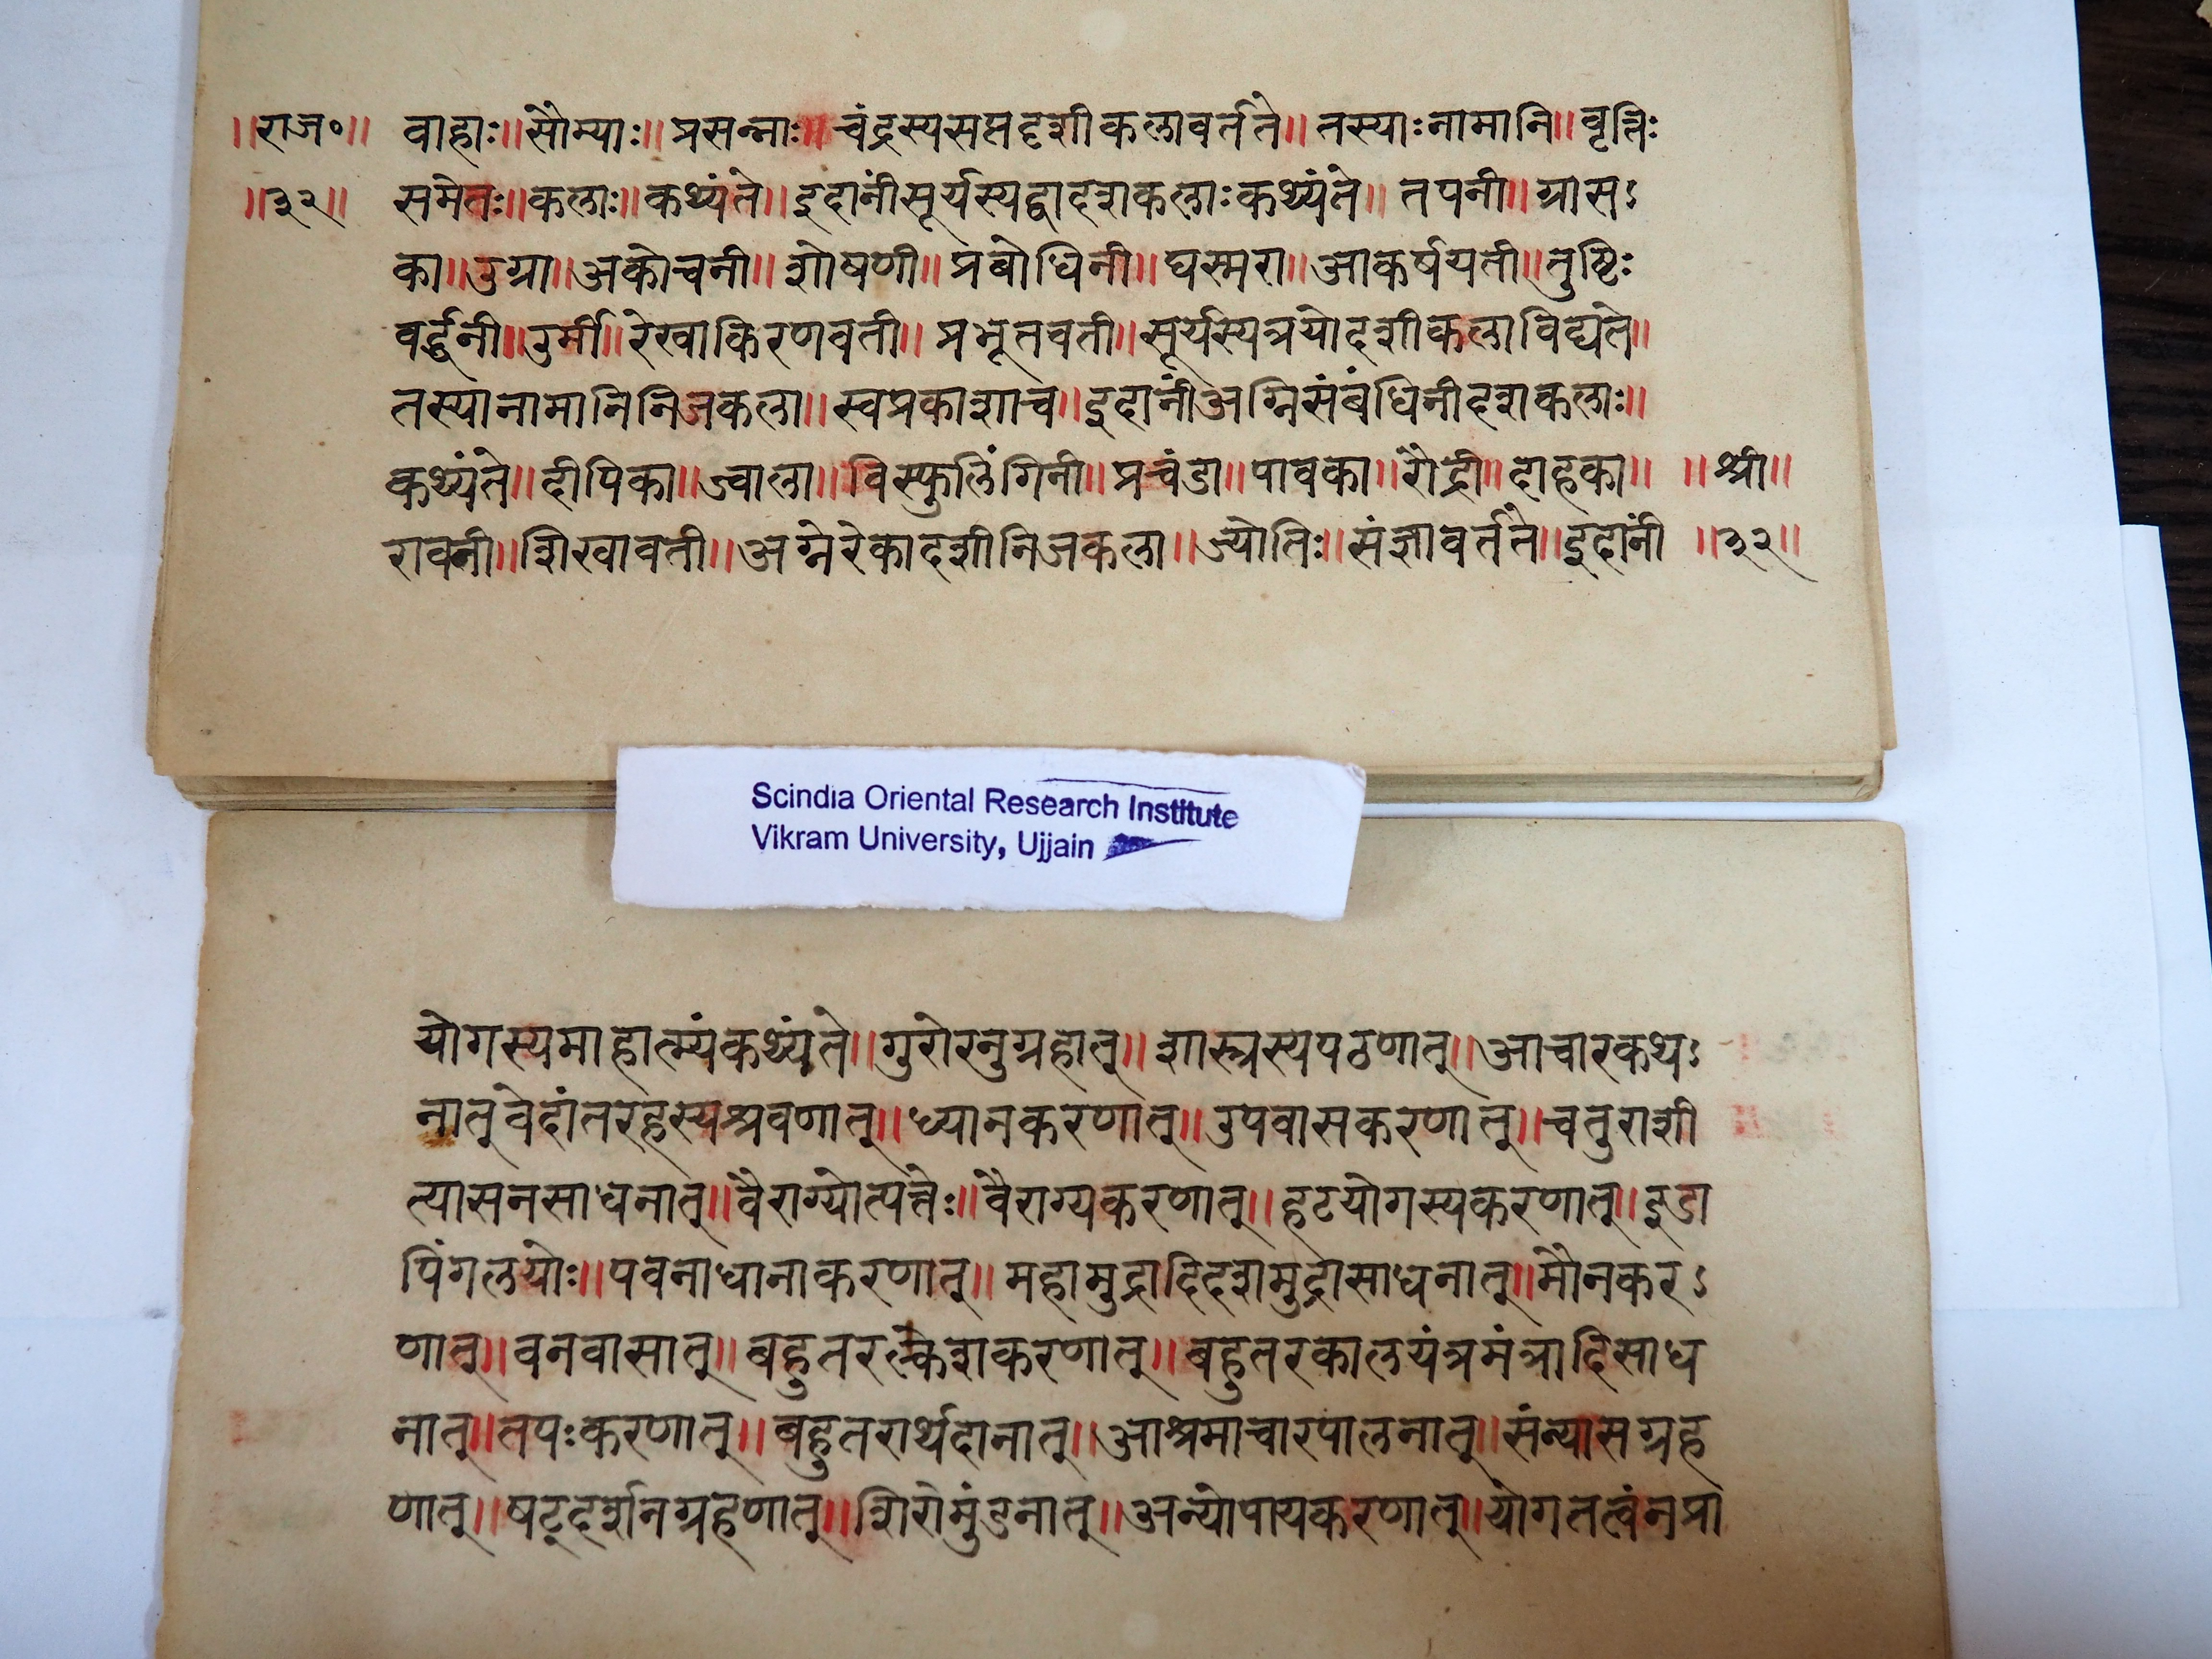 ॥राज०॥ वाहाः॥सौम्याः॥प्रसन्नाः॥चंद्रस्यसप्तदृशीकलावर्तते॥तस्याःनामानि॥वृत्तिः
॥३२॥ समेतः॥कलाः॥कथ्यंते॥इदानींसूर्यस्यद्वादशकलाःकथ्यंते॥तपनी॥ग्रासऽ
का॥उग्रा॥अकोचनी॥शोषणी॥प्रबोधिनी॥घस्मरा॥आकर्षयती॥तुष्टिः
वर्द्धनी॥उर्मी॥रेखाकिरणवती॥प्रभूतवती॥सूर्यस्यत्रयोदशीकलाविद्यते॥
तस्यानामानिनिजकला॥स्वप्रकाशाच॥इदानींअग्निसंबंधिनीदशकलाः॥
कथ्यंते॥दीपिका॥ज्वाला॥विस्फुलिंगिनी॥प्रचंडा॥पावका॥रौद्री॥दाहका॥ ॥श्री॥
रावनी॥शिखावती॥अग्नेरेकादशीनिजकला॥ज्योतिः॥संज्ञावर्तते॥इदांनी ॥३२॥
Scindia Oriental Research Institute
Vikram University, Ujjain
योगस्यमाहात्म्यंकथ्यंते॥गुरोरनुग्रहात्॥शास्त्रस्यपठणात्॥आचारकथऽ
नात्वेदांतरहस्यश्रवणात्॥ध्यानकरणात्॥उपवासकरणात्॥चतुराशी
त्यासनसाधनात्॥वैराग्योत्पत्तेः॥वैराग्यकरणात्॥हटयोगस्यकरणात्॥इडा
पिंगलयोः॥पवनाधानाकरणात्॥महामुद्रादिदशमुद्रासाधनात्॥मौनकरऽ
णात्॥वनवासात्॥बहुतरक्लेशकरणात्॥बहुतरकालयंत्रमंत्रादिसाध
नात्॥तपःकरणात्॥बहुतरार्थदानात्॥आश्रमाचारपालनात्॥संन्यासग्रह
णात्॥षट्दर्शनग्रहणात्॥शिरोमुंडनात्॥अन्योपायकरणात्॥योगतत्वंनप्रा